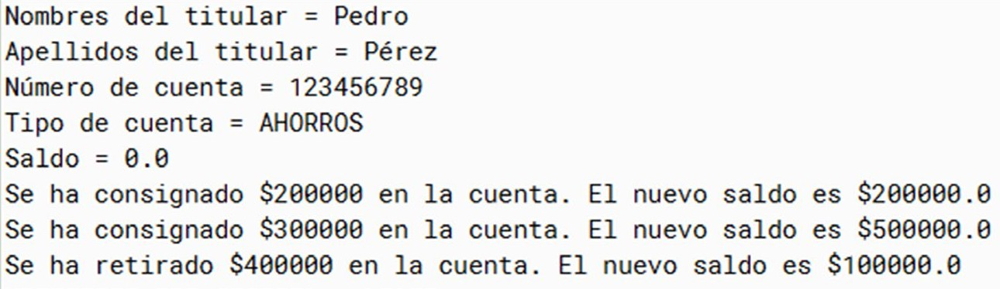 Nombres del titular = Pedro
Apellidos del titular = Pérez
Número de cuenta = 123456789
Tipo de cuenta = AHORROS
Saldo = 0.0
Se ha consignado $200000 en la cuenta. El nuevo saldo es $200000.0
Se ha consignado $300000 en la cuenta. El nuevo saldo es $500000.0
Se ha retirado $400000 en la cuenta. El nuevo saldo es $100000.0